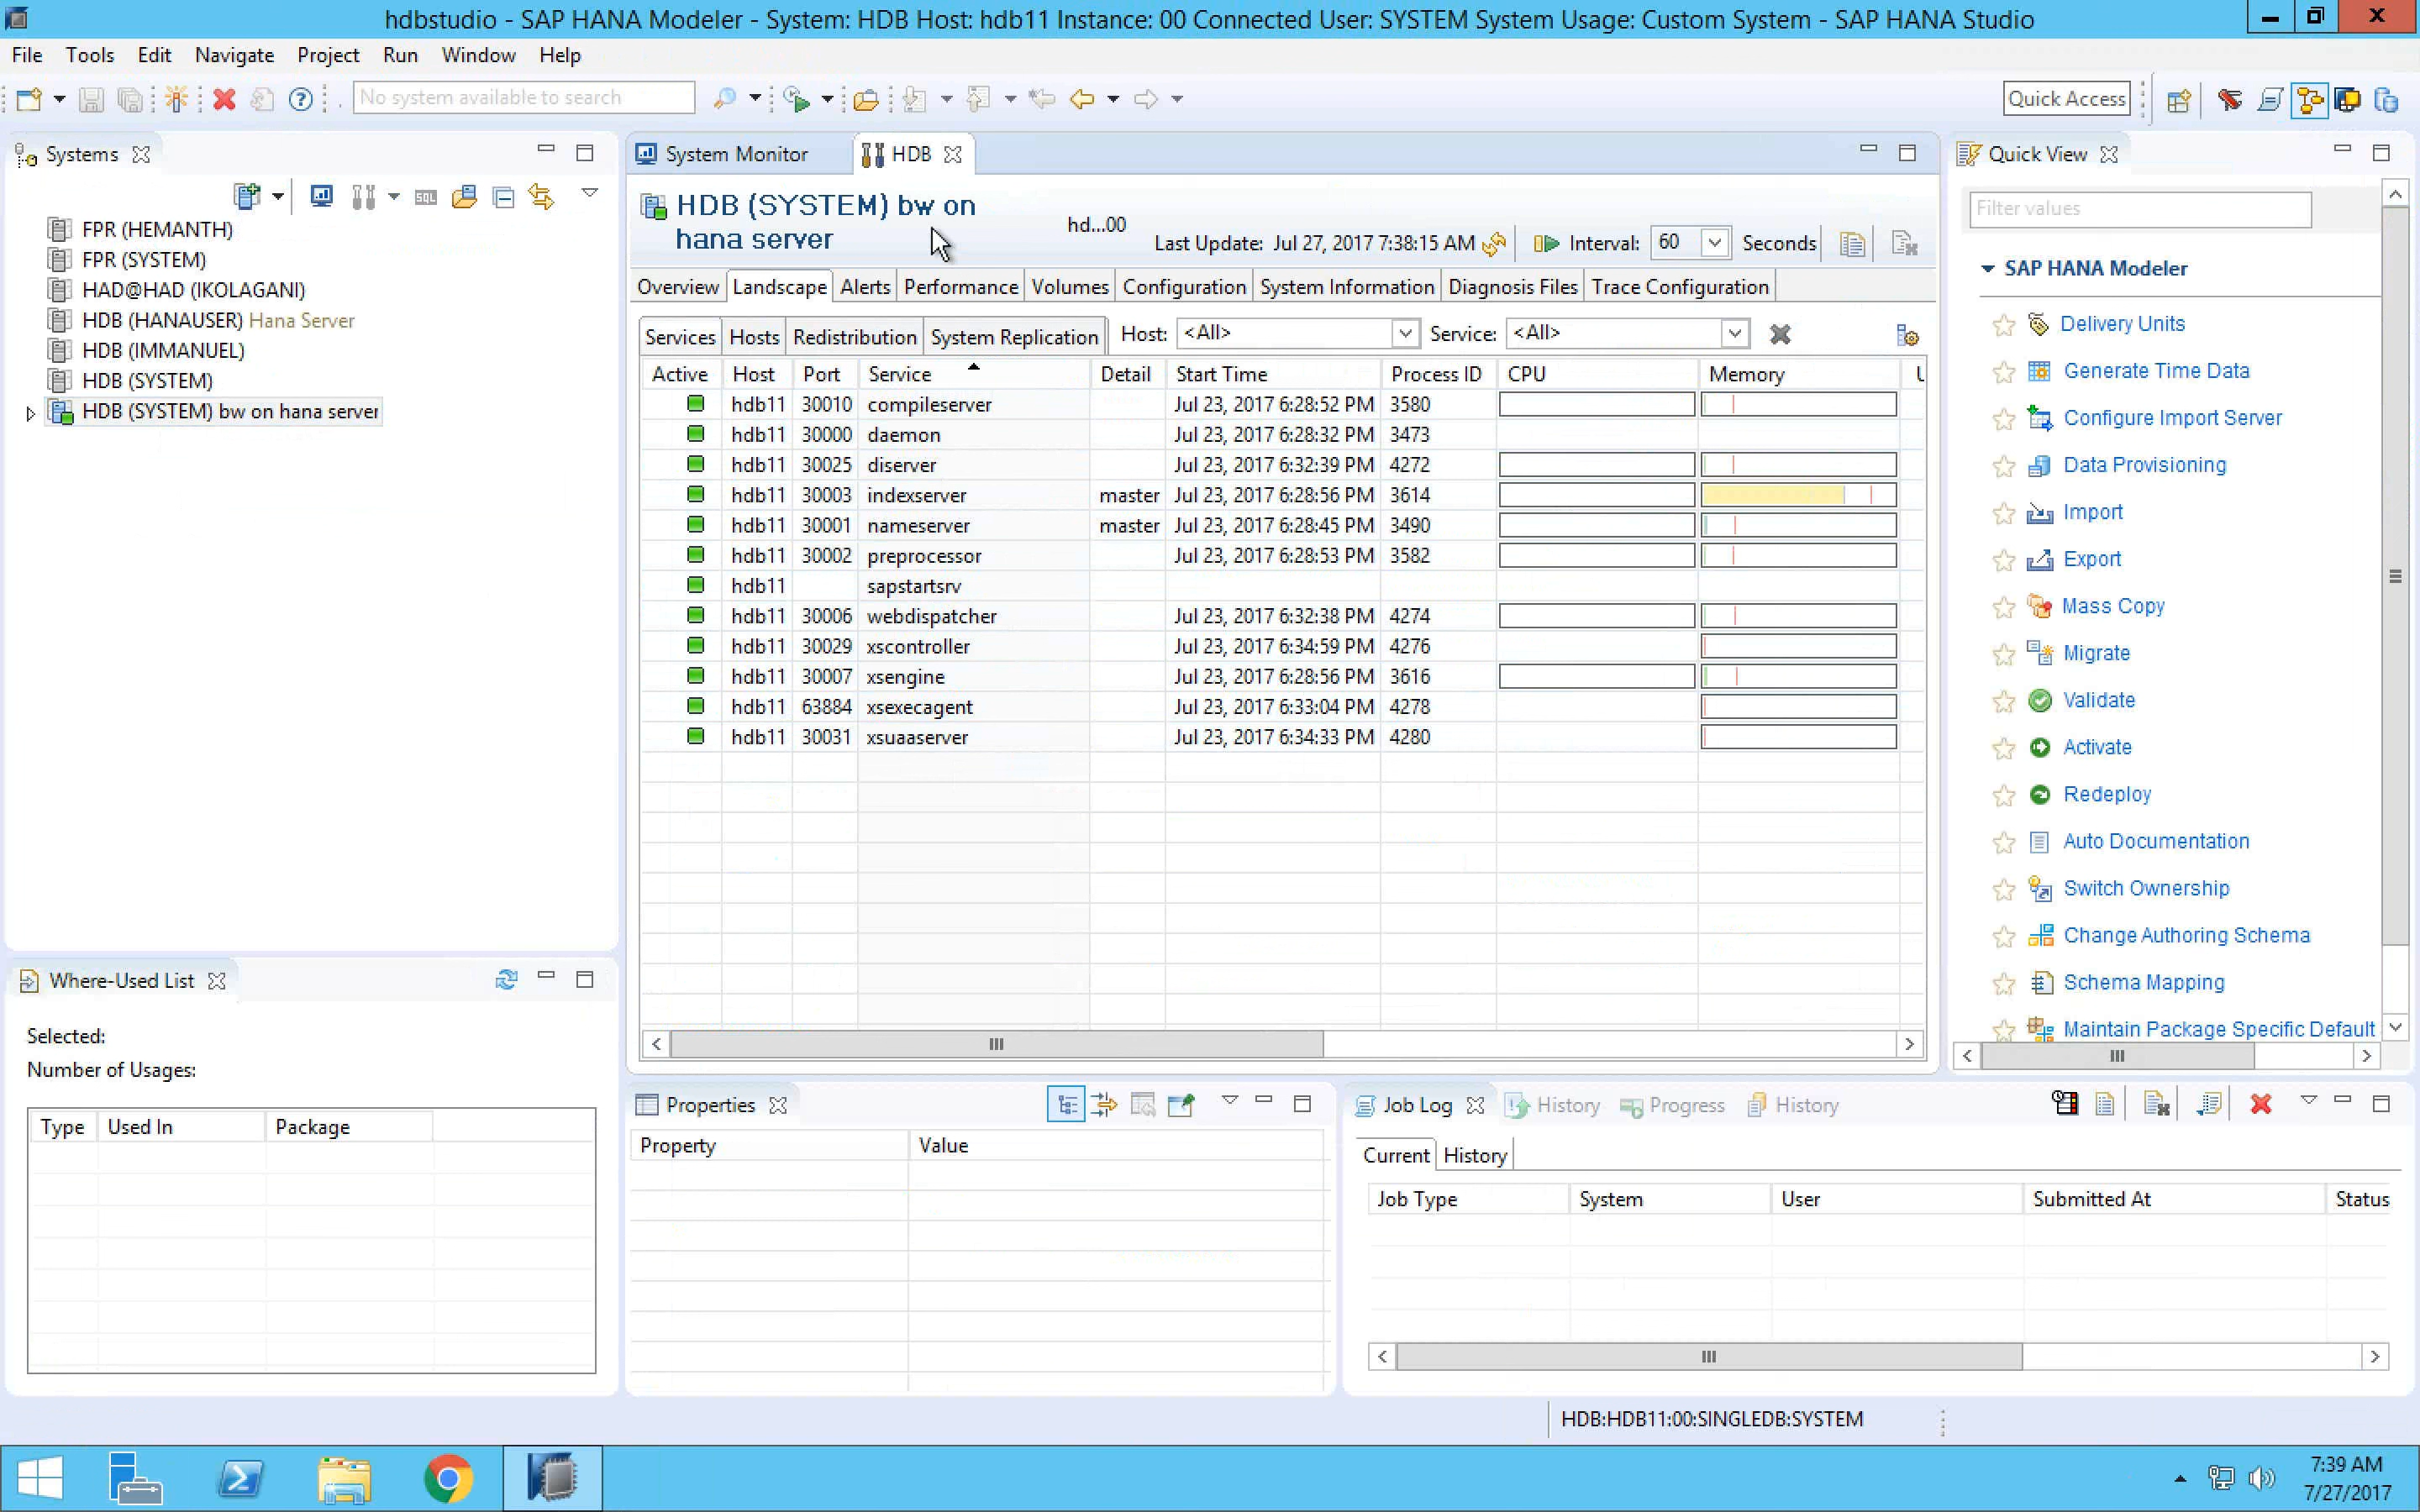 hdbstudio - SAP HANA Modeler - System: HDB Host: hdb11 Instance: 00 Connected User: SYSTEM System Usage: Custom System - SAP HANA Studio
File Tools Edit Navigate Project Run Window Help
No system available to search
Quick Access
Systems
FPR (HEMANTH)
FPR (SYSTEM)
HAD@HAD (IKOLAGANI)
HDB (HANAUSER) Hana Server
HDB (IMMANUEL)
HDB (SYSTEM)
HDB (SYSTEM) bw on hana server
System Monitor HDB
HDB (SYSTEM) bw on
hana server
hd...00
Last Update: Jul 27, 2017 7:38:15 AM Interval: 60 Seconds
Overview Landscape Alerts Performance Volumes Configuration System Information Diagnosis Files Trace Configuration
Services Hosts Redistribution System Replication Host: <All> Service: <All>
Active Host Port Service Detail Start Time Process ID CPU Memory
hdb11 30010 compileserver Jul 23, 2017 6:28:52 PM 3580
hdb11 30000 daemon Jul 23, 2017 6:28:32 PM 3473
hdb11 30025 diserver Jul 23, 2017 6:32:39 PM 4272
hdb11 30003 indexserver master Jul 23, 2017 6:28:56 PM 3614
hdb11 30001 nameserver master Jul 23, 2017 6:28:45 PM 3490
hdb11 30002 preprocessor Jul 23, 2017 6:28:53 PM 3582
hdb11 sapstartsrv
hdb11 30006 webdispatcher Jul 23, 2017 6:32:38 PM 4274
hdb11 30029 xscontroller Jul 23, 2017 6:34:59 PM 4276
hdb11 30007 xsengine Jul 23, 2017 6:28:56 PM 3616
hdb11 63884 xsexecagent Jul 23, 2017 6:33:04 PM 4278
hdb11 30031 xsuaaserver Jul 23, 2017 6:34:33 PM 4280
Quick View
Filter values
SAP HANA Modeler
Delivery Units
Generate Time Data
Configure Import Server
Data Provisioning
Import
Export
Mass Copy
Migrate
Validate
Activate
Redeploy
Auto Documentation
Switch Ownership
Change Authoring Schema
Schema Mapping
Maintain Package Specific Default
Where-Used List
Selected:
Number of Usages:
Type Used In Package
Properties
Property Value
Job Log History Progress History
Current History
Job Type System User Submitted At Status
HDB:HDB11:00:SINGLEDB:SYSTEM
7:39 AM
7/27/2017